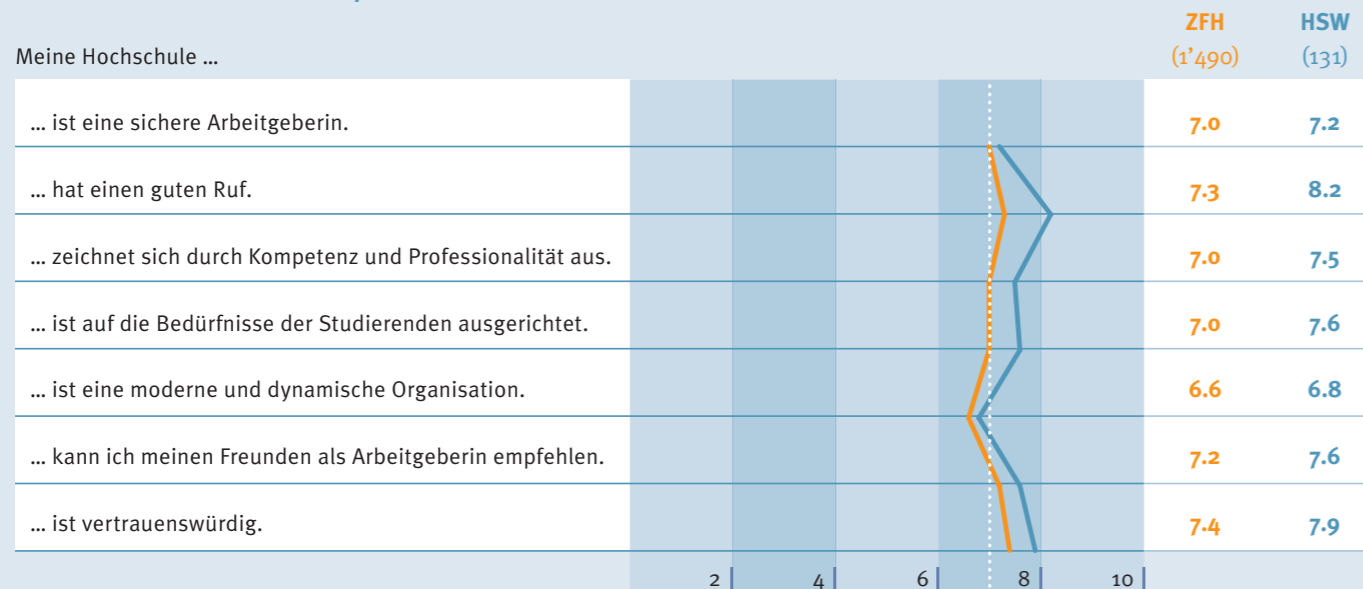 ZFH HSW
Meine Hochschule … (1’490) (131)
… ist eine sichere Arbeitgeberin. 7.0 7.2
… hat einen guten Ruf. 7.3 8.2
… zeichnet sich durch Kompetenz und Professionalität aus. 7.0 7.5
… ist auf die Bedürfnisse der Studierenden ausgerichtet. 7.0 7.6
… ist eine moderne und dynamische Organisation. 6.6 6.8
… kann ich meinen Freunden als Arbeitgeberin empfehlen. 7.2 7.6
… ist vertrauenswürdig. 7.4 7.9
2 4 6 8 10